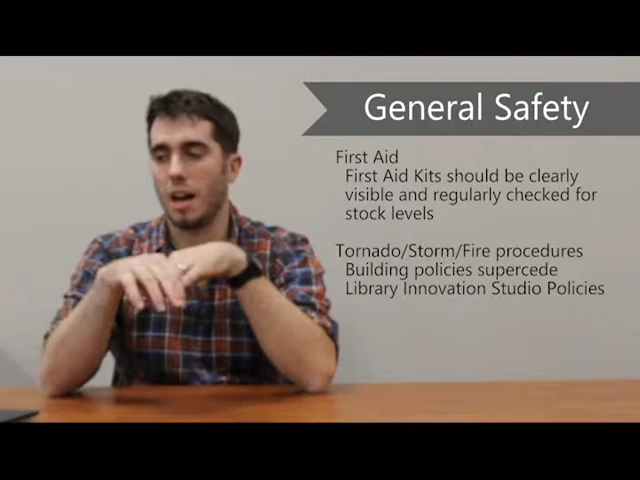 General Safety
First Aid
First Aid Kits should be clearly
visible and regularly checked for
stock levels
Tornado/Storm/Fire procedures
Building policies supercede
Library Innovation Studio Policies